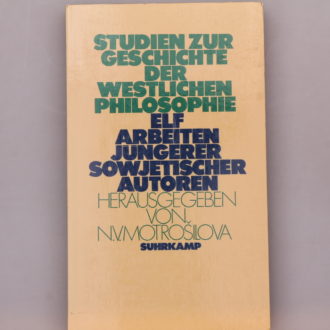 STUDIEN ZUR
GESCHICHTE
DER
WESTLICHEN
PHILOSOPHIE
ELF
ARBEITEN
JÜNGERER
SOWJETISCHER
AUTOREN
HERAUSGEGEBEN
VON
N.V. MOTROŠILOVA
SUHRKAMP